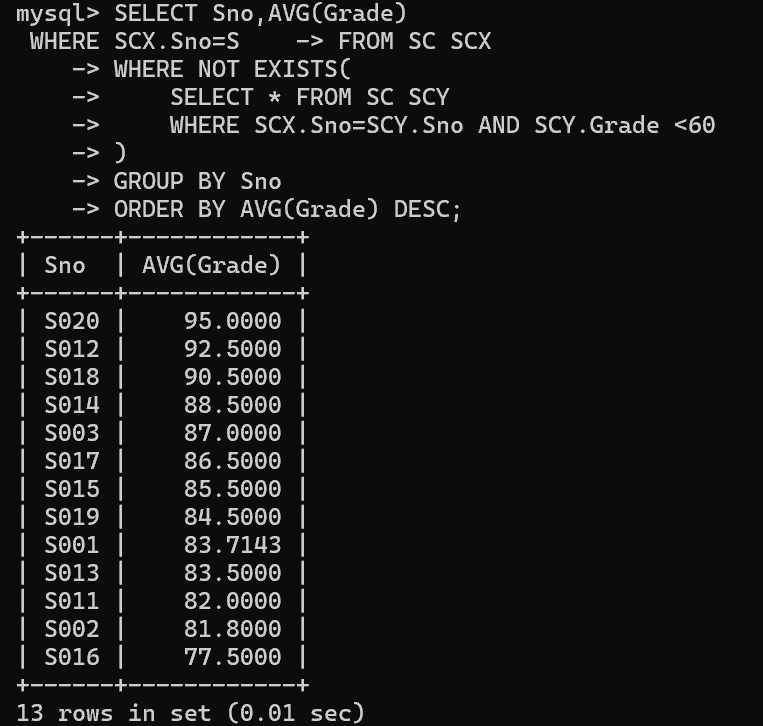 mysql> SELECT Sno,AVG(Grade)
 WHERE SCX.Sno=S    -> FROM SC SCX
    -> WHERE NOT EXISTS(
    ->     SELECT * FROM SC SCY
    ->     WHERE SCX.Sno=SCY.Sno AND SCY.Grade <60
    -> )
    -> GROUP BY Sno
    -> ORDER BY AVG(Grade) DESC;
+------+------------+
| Sno  | AVG(Grade) |
+------+------------+
| S020 |    95.0000 |
| S012 |    92.5000 |
| S018 |    90.5000 |
| S014 |    88.5000 |
| S003 |    87.0000 |
| S017 |    86.5000 |
| S015 |    85.5000 |
| S019 |    84.5000 |
| S001 |    83.7143 |
| S013 |    83.5000 |
| S011 |    82.0000 |
| S002 |    81.8000 |
| S016 |    77.5000 |
+------+------------+
13 rows in set (0.01 sec)